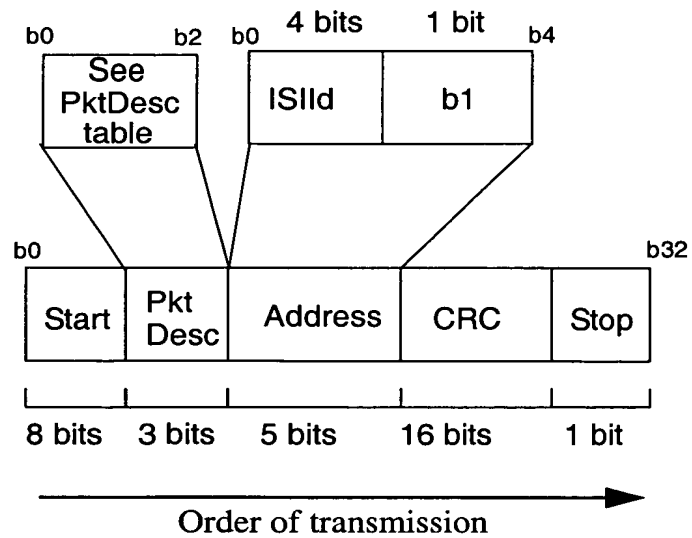 4 bits 1 bit
b0 b2 b0 b4
See
PktDesc
table
ISIId b1
b0 b32
Start Pkt
Desc Address CRC Stop
8 bits 3 bits 5 bits 16 bits 1 bit
Order of transmission